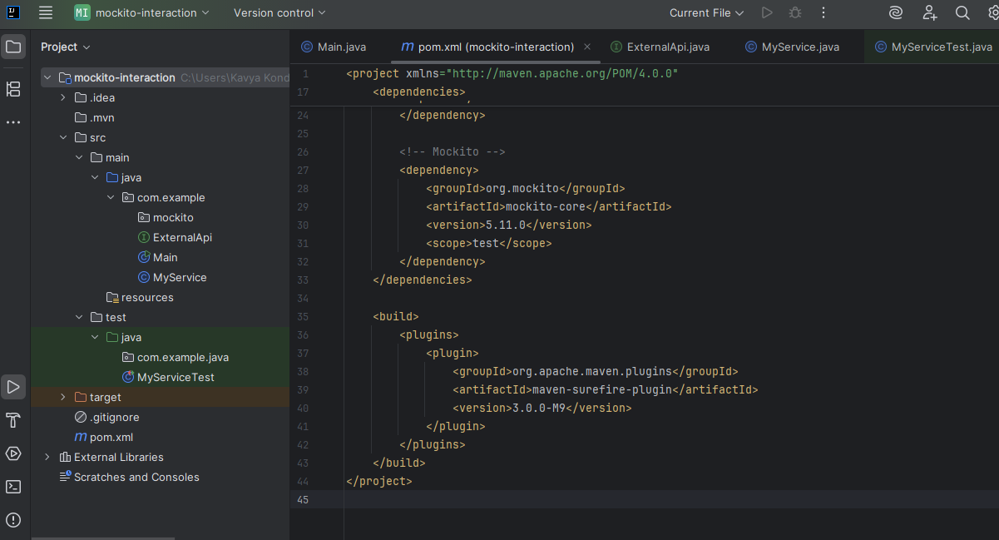 MI mockito-interaction Version control Current File
Project
mockito-interaction C:\Users\Kavya Kond
.idea
.mvn
src
main
java
com.example
mockito
ExternalApi
Main
MyService
resources
test
java
com.example.java
MyServiceTest
target
.gitignore
pom.xml
External Libraries
Scratches and Consoles
Main.java pom.xml (mockito-interaction) ExternalApi.java MyService.java MyServiceTest.java
1 <project xmlns="http://maven.apache.org/POM/4.0.0"
17 <dependencies>
24 </dependency>
25
26 <!-- Mockito -->
27 <dependency>
28 <groupId>org.mockito</groupId>
29 <artifactId>mockito-core</artifactId>
30 <version>5.11.0</version>
31 <scope>test</scope>
32 </dependency>
33 </dependencies>
34
35 <build>
36 <plugins>
37 <plugin>
38 <groupId>org.apache.maven.plugins</groupId>
39 <artifactId>maven-surefire-plugin</artifactId>
40 <version>3.0.0-M9</version>
41 </plugin>
42 </plugins>
43 </build>
44 </project>
45